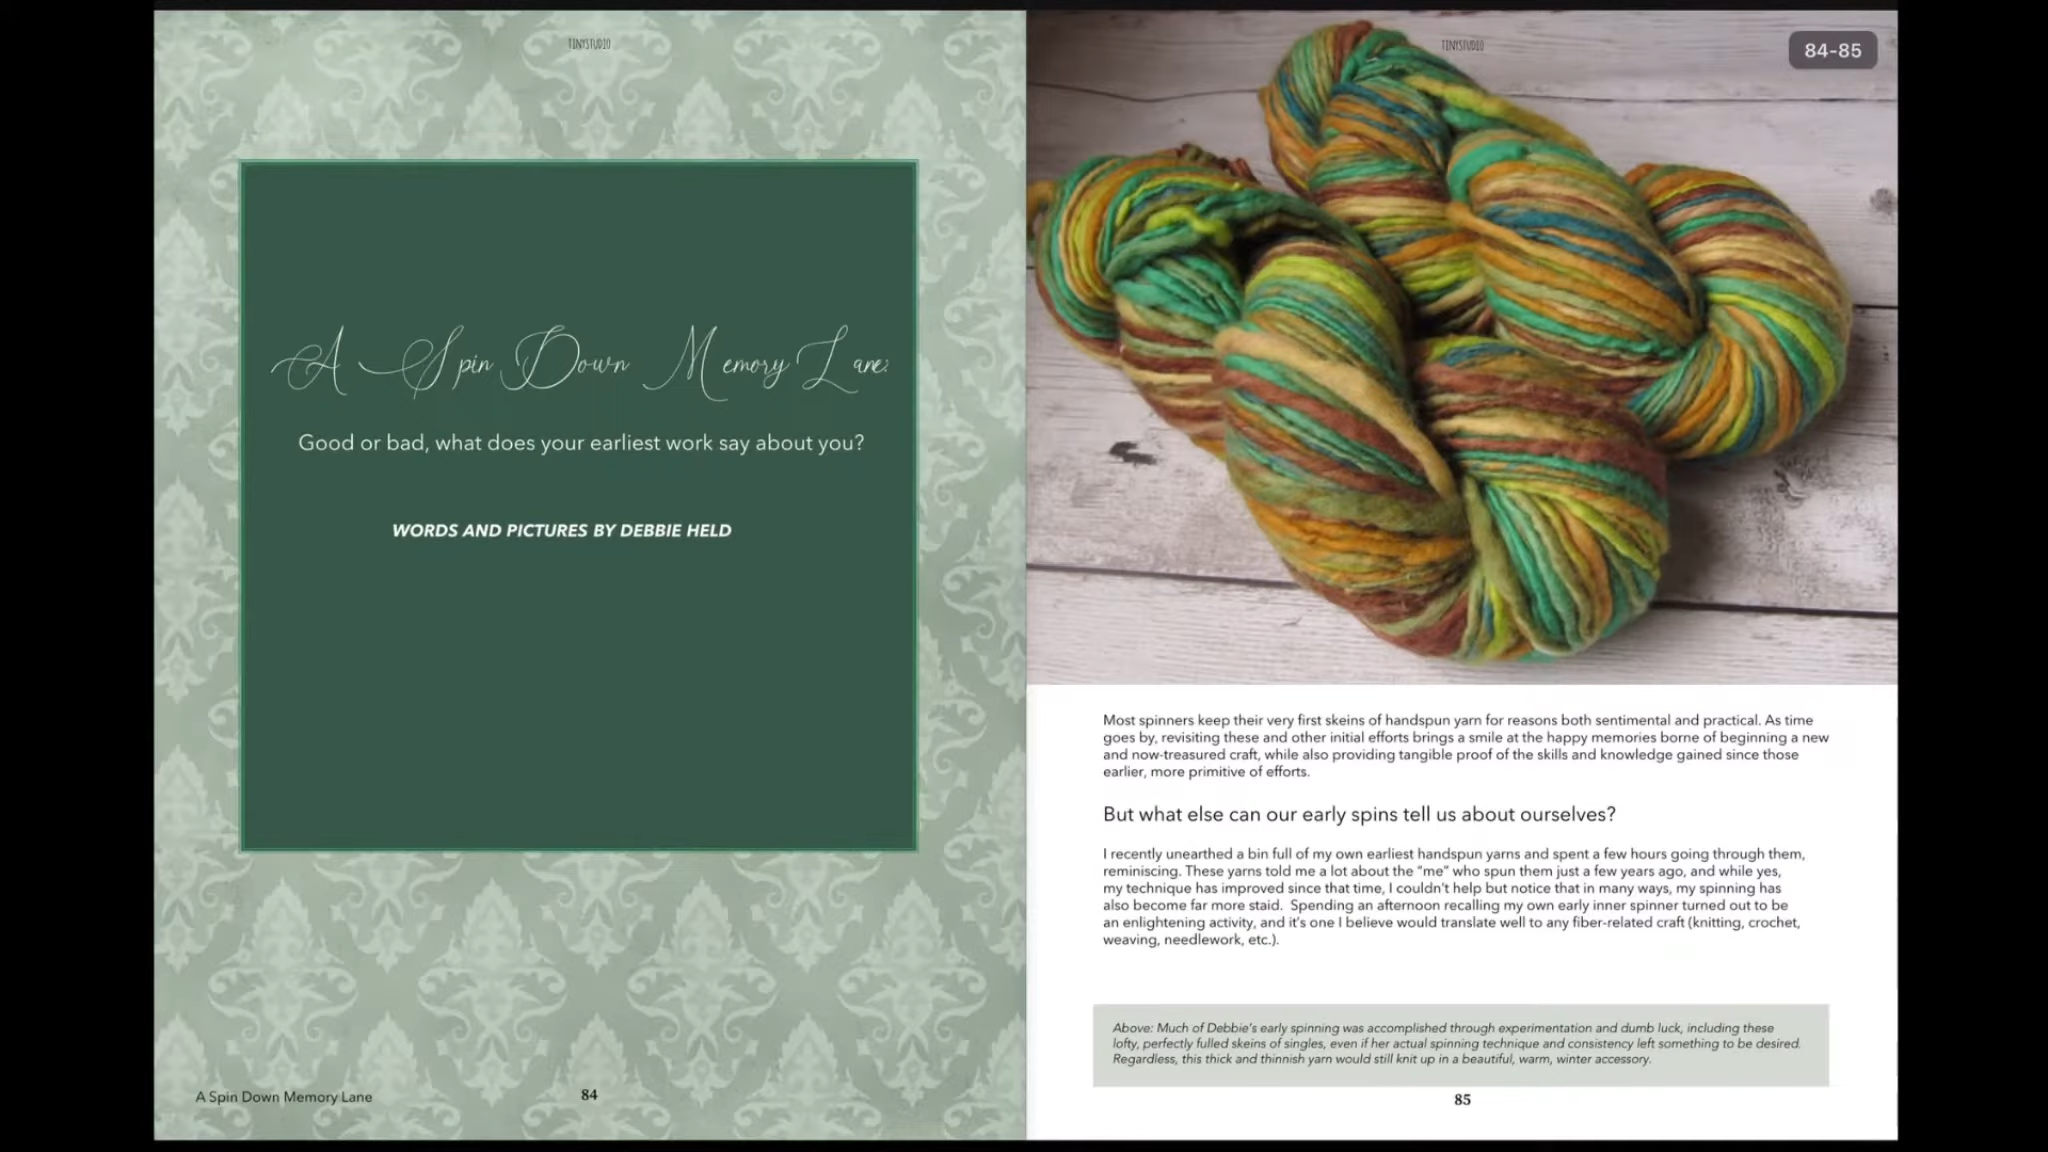 TINYSTUDIO
A Spin Down Memory Lane:
Good or bad, what does your earliest work say about you?
WORDS AND PICTURES BY DEBBIE HELD
A Spin Down Memory Lane
84
TINYSTUDIO
84-85
Most spinners keep their very first skeins of handspun yarn for reasons both sentimental and practical. As time
goes by, revisiting these and other initial efforts brings a smile at the happy memories borne of beginning a new
and now-treasured craft, while also providing tangible proof of the skills and knowledge gained since those
earlier, more primitive of efforts.
But what else can our early spins tell us about ourselves?
I recently unearthed a bin full of my own earliest handspun yarns and spent a few hours going through them,
reminiscing. These yarns told me a lot about the "me" who spun them just a few years ago, and while yes,
my technique has improved since that time, I couldn't help but notice that in many ways, my spinning has
also become far more staid. Spending an afternoon recalling my own early inner spinner turned out to be
an enlightening activity, and it's one I believe would translate well to any fiber-related craft (knitting, crochet,
weaving, needlework, etc.).
Above: Much of Debbie's early spinning was accomplished through experimentation and dumb luck, including these
lofty, perfectly fulled skeins of singles, even if her actual spinning technique and consistency left something to be desired.
Regardless, this thick and thinnish yarn would still knit up in a beautiful, warm, winter accessory.
85